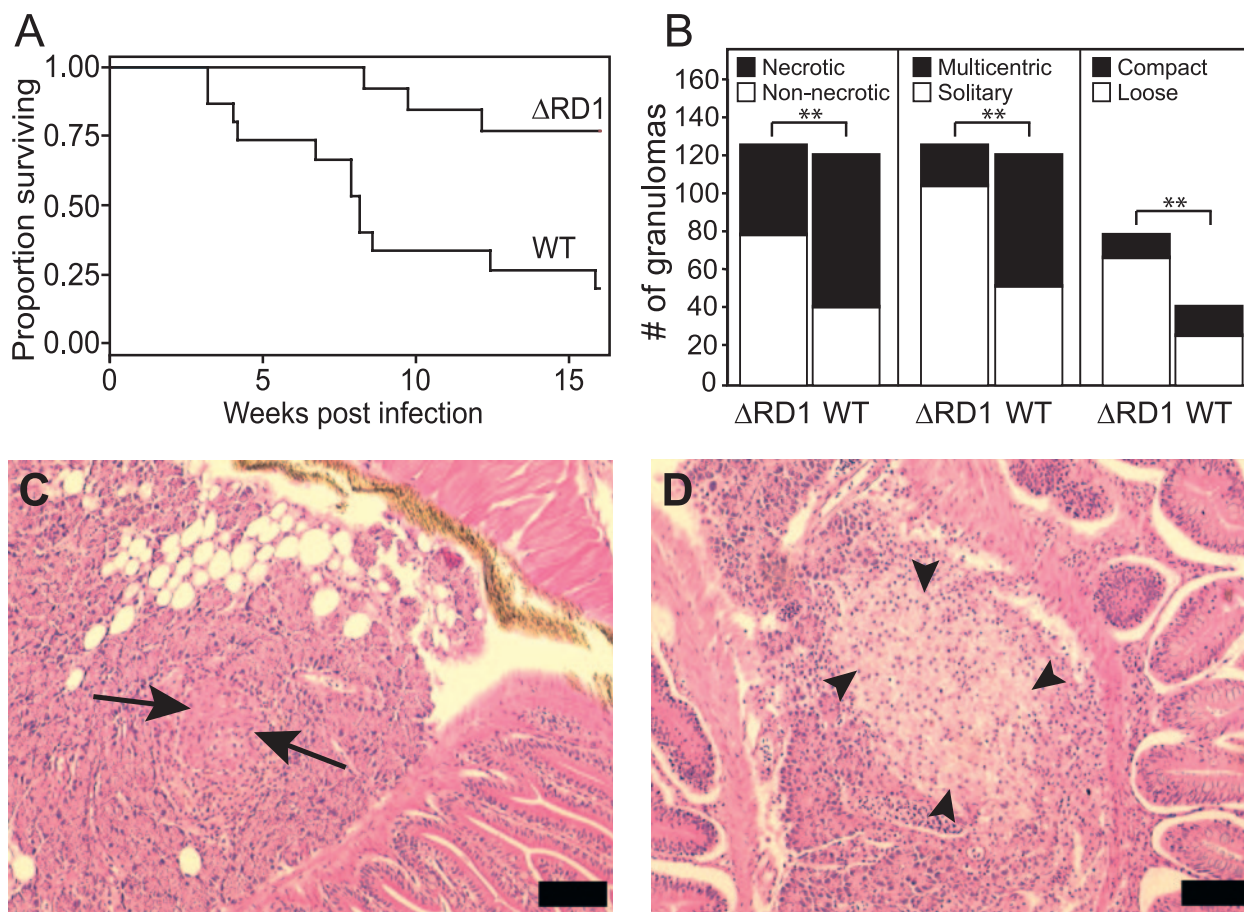 A
1.00
0.75
0.50
0.25
0.00
Proportion surviving
0
5
10
15
Weeks post infection
ΔRD1
WT
B
160
140
120
100
80
60
40
20
0
# of granulomas
Necrotic
Non-necrotic
**
Multicentric
Solitary
**
Compact
Loose
**
ΔRD1 WT
ΔRD1 WT
ΔRD1 WT
C
D